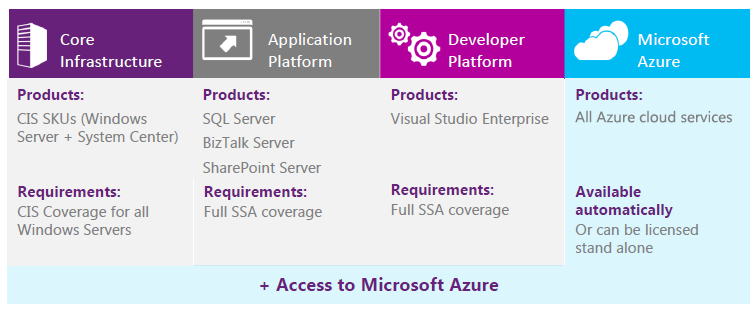 Core
Infrastructure
Application
Platform
Developer
Platform
Microsoft
Azure
Products:
CIS SKUs (Windows
Server + System Center)
Requirements:
CIS Coverage for all
Windows Servers
Products:
SQL Server
BizTalk Server
SharePoint Server
Requirements:
Full SSA coverage
Products:
Visual Studio Enterprise
Requirements:
Full SSA coverage
Products:
All Azure cloud services
Available
automatically
Or can be licensed
stand alone
+ Access to Microsoft Azure